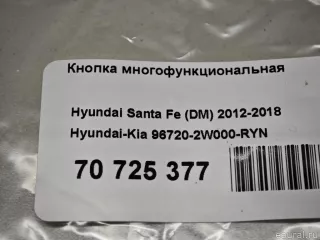 Кнопка многофункциональная
Hyundai Santa Fe (DM) 2012-2018
Hyundai-Kia 96720-2W000-RYN
70 725 377